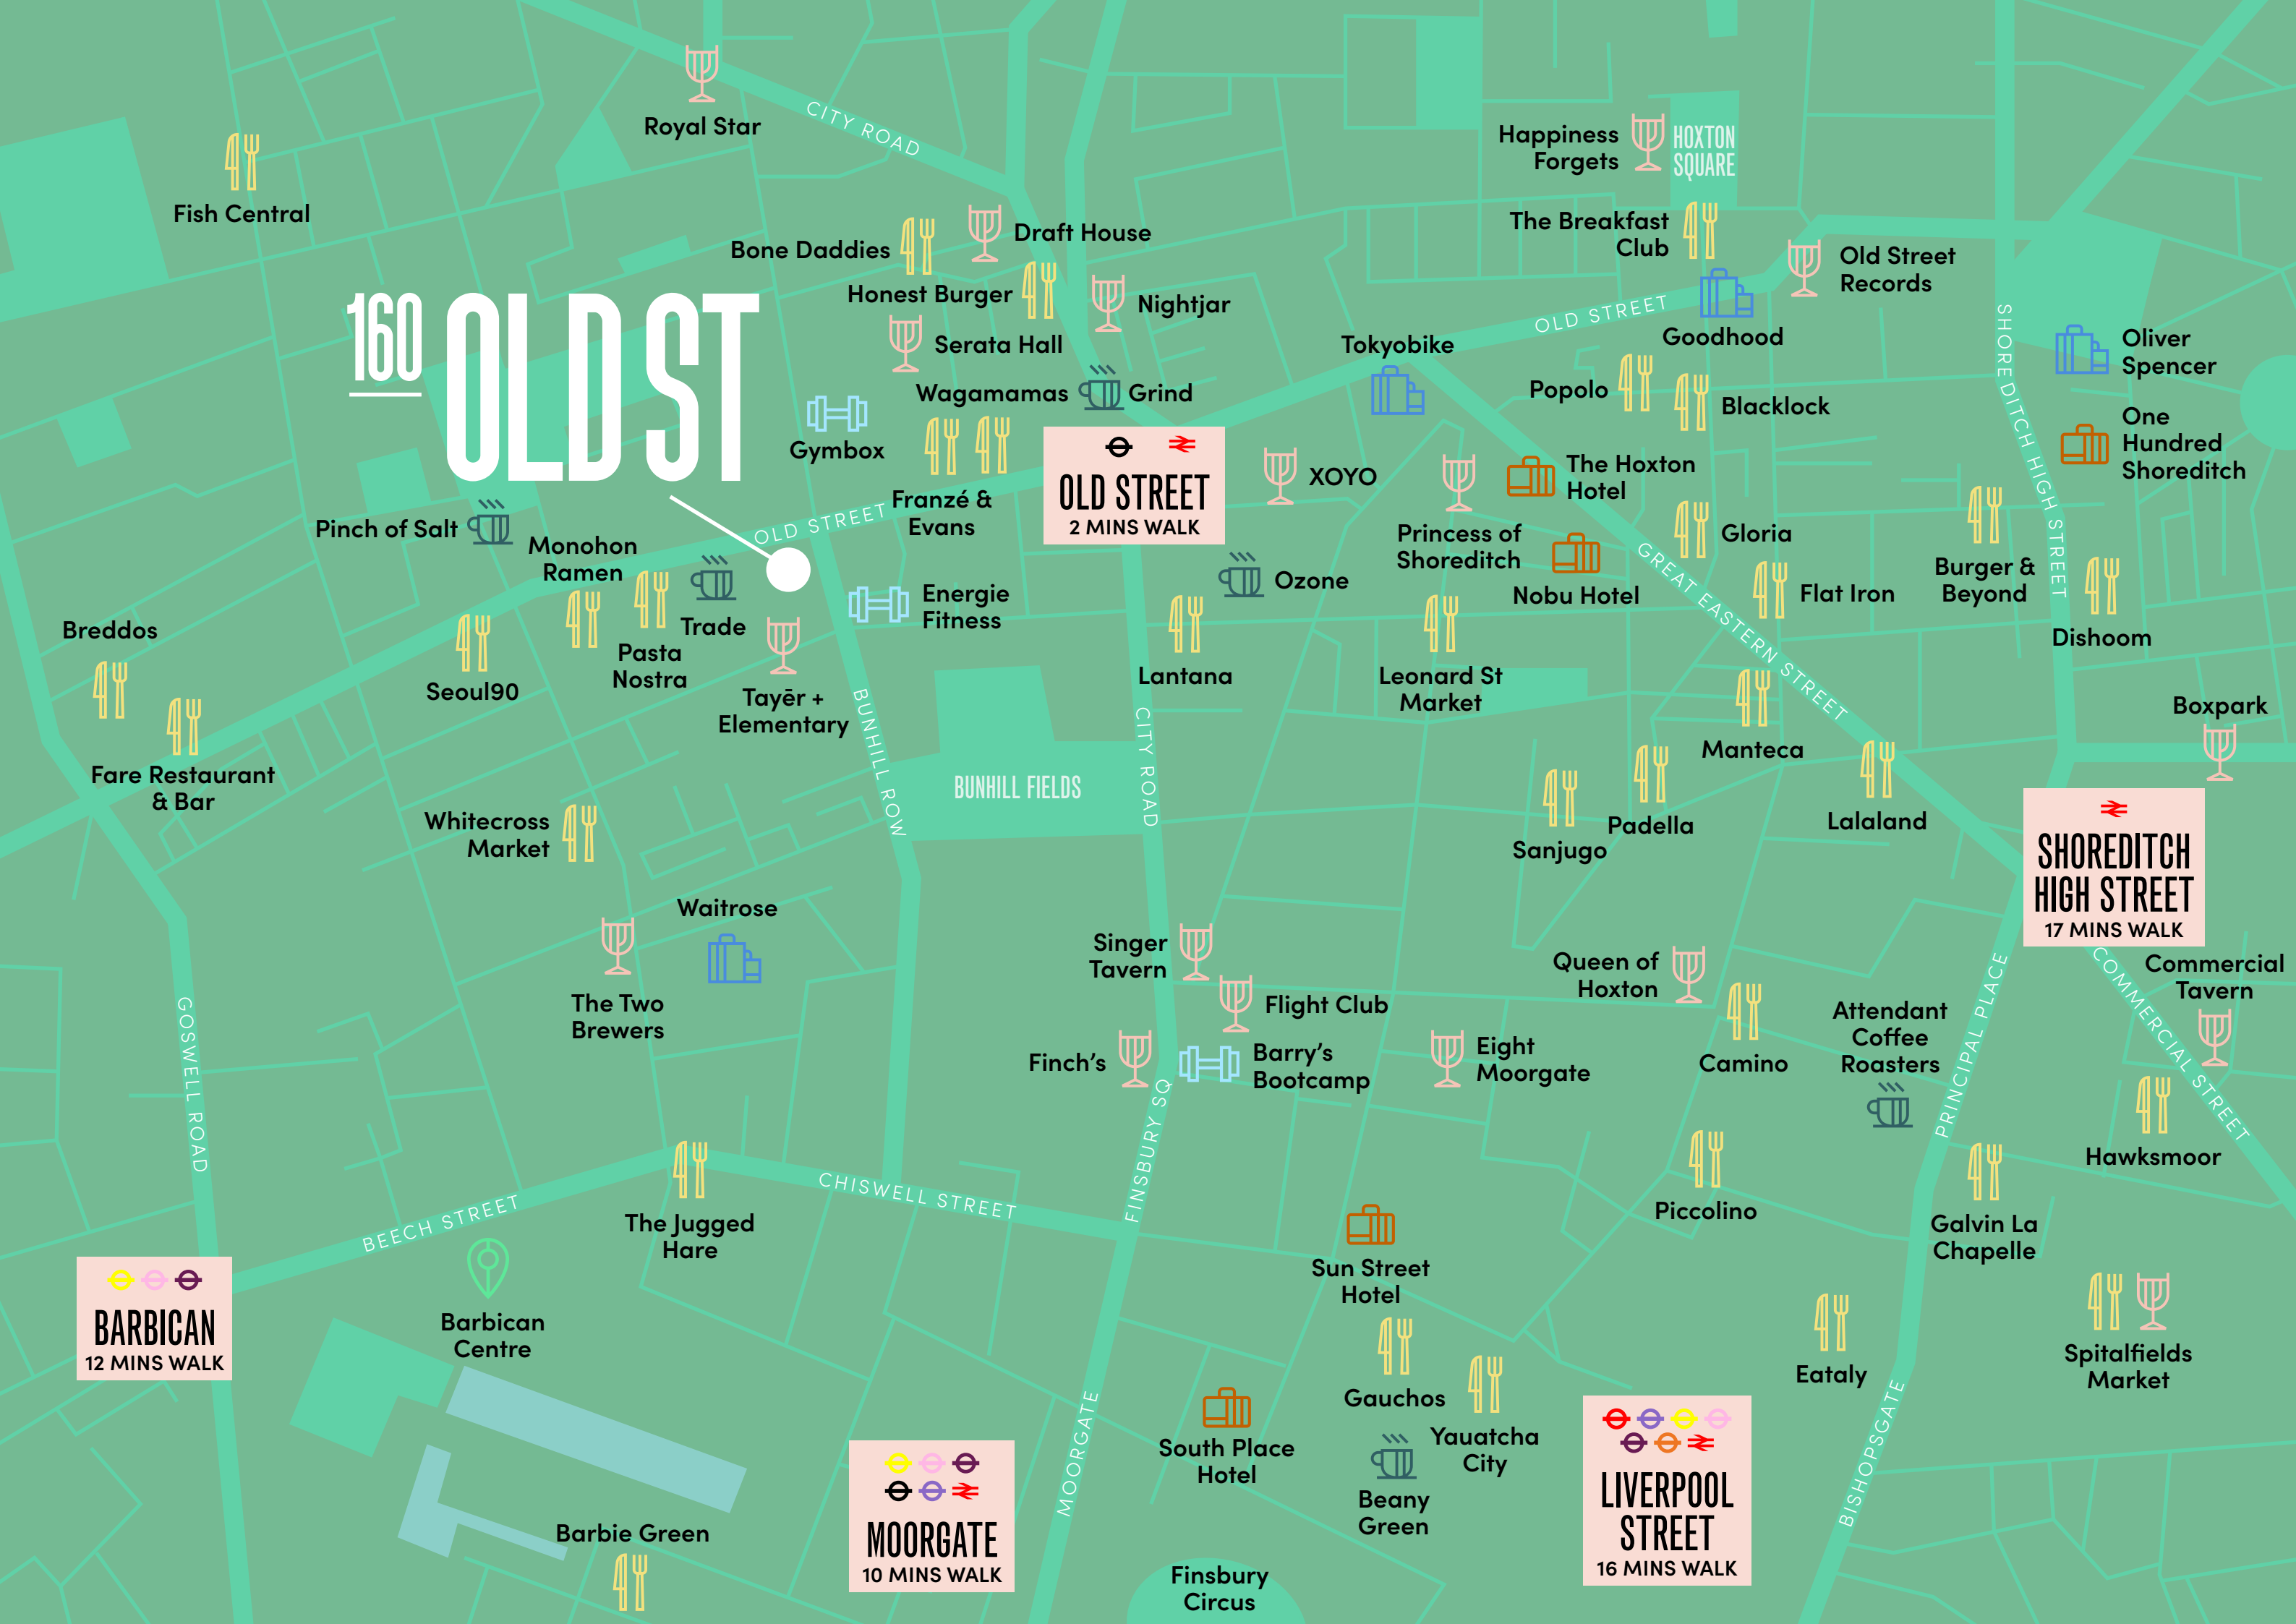 Royal Star
CITY ROAD
Fish Central
Happiness
Forgets
HOXTON
SQUARE
The Breakfast
Club
Old Street
Records
Goodhood
OLD STREET
Bone Daddies
Draft House
Honest Burger
Nightjar
Serata Hall
Wagamamas
Grind
Tokyobike
Popolo
Blacklock
SHOREDITCH HIGH STREET
Oliver
Spencer
One
Hundred
Shoreditch
160
OLD ST
Gymbox
Franzé &
Evans
OLD STREET
OLD STREET
2 MINS WALK
XOYO
Princess of
Shoreditch
The Hoxton
Hotel
Nobu Hotel
Gloria
Flat Iron
GREAT EASTERN STREET
Burger &
Beyond
Dishoom
Pinch of Salt
Monohon
Ramen
Pasta
Nostra
Trade
Tayēr +
Elementary
Energie
Fitness
Ozone
Lantana
Leonard St
Market
Breddos
Fare Restaurant
& Bar
Seoul90
BUNHILL ROW
BUNHILL FIELDS
CITY ROAD
Manteca
Lalaland
Padella
Sanjugo
Boxpark
SHOREDITCH
HIGH STREET
17 MINS WALK
Whitecross
Market
Waitrose
The Two
Brewers
Singer
Tavern
Flight Club
Finch's
Barry's
Bootcamp
Eight
Moorgate
Queen of
Hoxton
Camino
Attendant
Coffee
Roasters
PRINCIPAL PLACE
COMMERCIAL STREET
Commercial
Tavern
Hawksmoor
GOSWELL ROAD
BEECH STREET
The Jugged
Hare
CHISWELL STREET
FINSBURY SQ
Piccolino
Galvin La
Chapelle
BARBICAN
12 MINS WALK
Barbican
Centre
Sun Street
Hotel
Gauchos
Yauatcha
City
Beany
Green
South Place
Hotel
MOORGATE
Eataly
Spitalfields
Market
LIVERPOOL
STREET
16 MINS WALK
BISHOPSGATE
MOORGATE
10 MINS WALK
Barbie Green
Finsbury
Circus